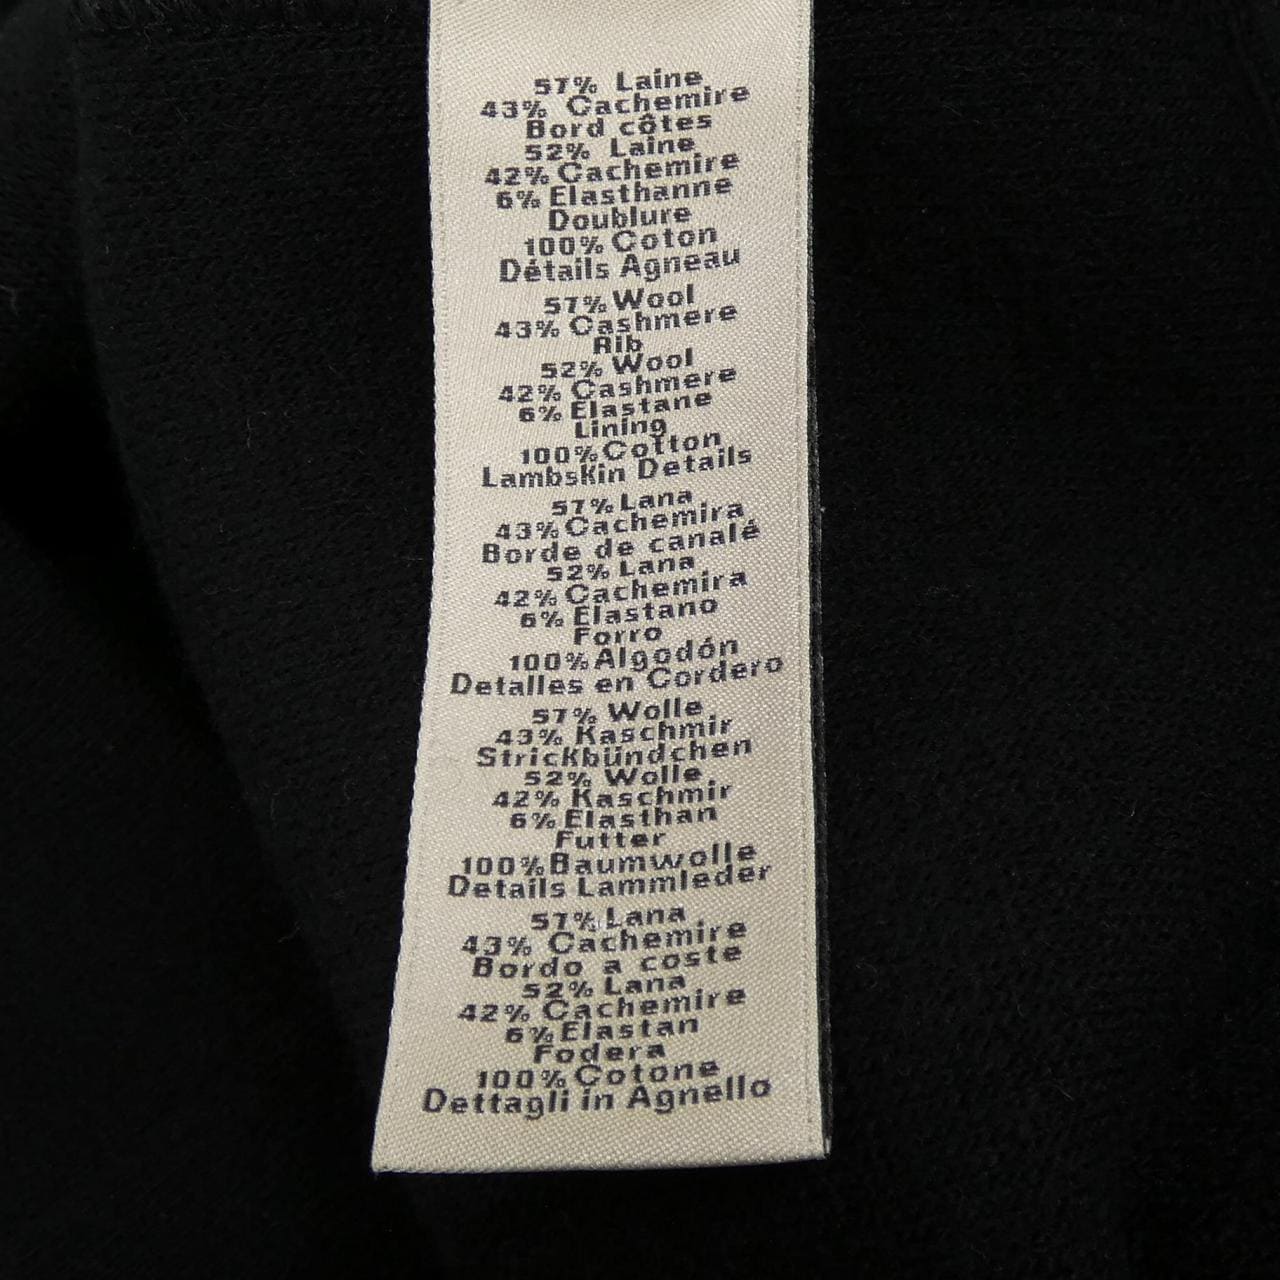 57% Laine
43% Cachemire
Bord côtes
52% Laine
42% Cachemire
6% Elasthanne
Doublure
100% Coton
Détails Agneau
57% Wool
43% Cashmere
Rib
52% Wool
42% Cashmere
6% Elastane
Lining
100% Cotton
Lambskin Details
57% Lana
43% Cachemira
Borde de canalé
52% Lana
42% Cachemira
6% Elastano
Forro
100% Algodón
Detalles en Cordero
57% Wolle
43% Kaschmir
Strickbündchen
52% Wolle
42% Kaschmir
6% Elasthan
Futter
100% Baumwolle
Details Lammleder
57% Lana
43% Cachemire
Bordo a coste
52% Lana
42% Cachemire
6% Elastan
Fodera
100% Cotone
Dettagli in Agnello